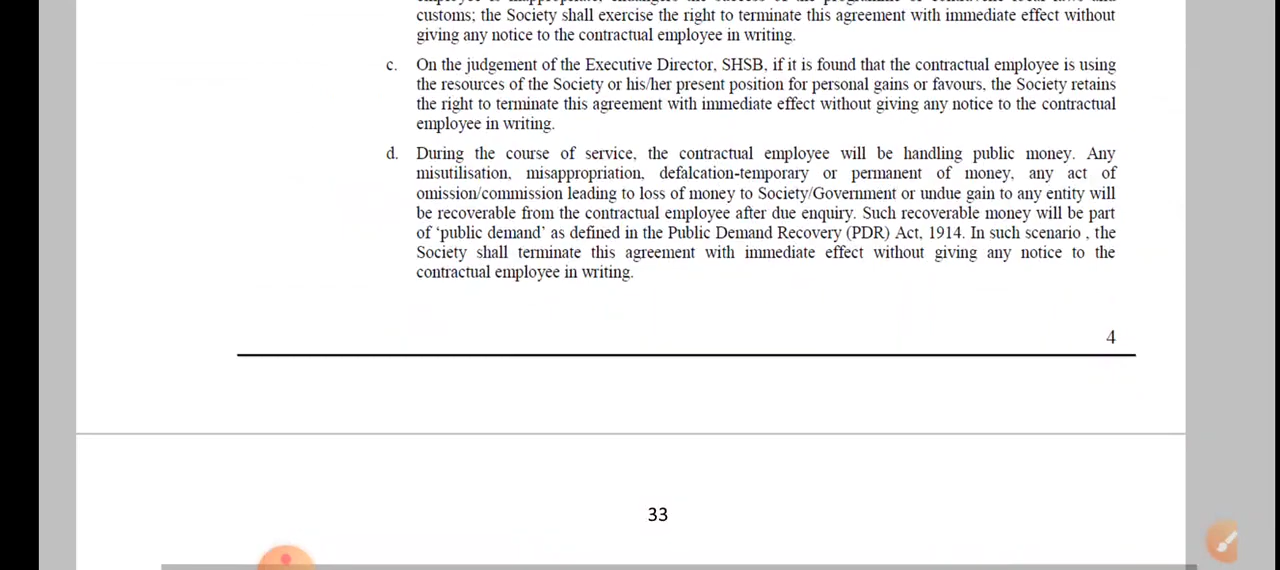 customs; the Society shall exercise the right to terminate this agreement with immediate effect without
giving any notice to the contractual employee in writing.
c. On the judgement of the Executive Director, SHSB, if it is found that the contractual employee is using
the resources of the Society or his/her present position for personal gains or favours, the Society retains
the right to terminate this agreement with immediate effect without giving any notice to the contractual
employee in writing.
d. During the course of service, the contractual employee will be handling public money. Any
misutilisation, misappropriation, defalcation-temporary or permanent of money, any act of
omission/commission leading to loss of money to Society/Government or undue gain to any entity will
be recoverable from the contractual employee after due enquiry. Such recoverable money will be part
of ‘public demand’ as defined in the Public Demand Recovery (PDR) Act, 1914. In such scenario , the
Society shall terminate this agreement with immediate effect without giving any notice to the
contractual employee in writing.
4
33